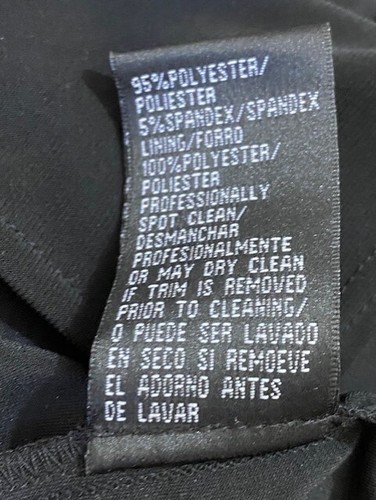 95%POLYESTER/
POLIESTER
5%SPANDEX/SPANDEX
LINING/FORRO
100%POLYESTER/
POLIESTER
PROFESSIONALLY
SPOT CLEAN/
DESMANCHAR
PROFESIONALMENTE
OR MAY DRY CLEAN
IF TRIM IS REMOVED
PRIOR TO CLEANING/
O PUEDE SER LAVADO
EN SECO SI REMOEVE
EL ADORNO ANTES
DE LAVAR